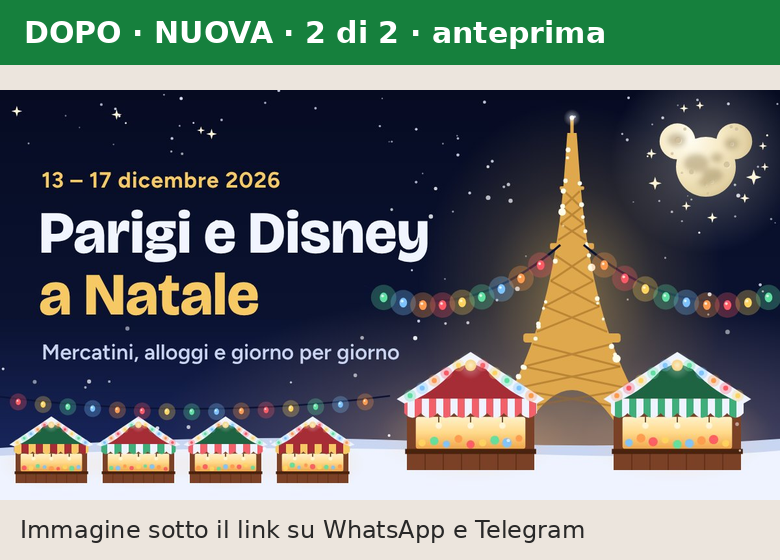 DOPO · NUOVA · 2 di 2 · anteprima
13 – 17 dicembre 2026
Parigi e Disney
a Natale
Mercatini, alloggi e giorno per giorno
Immagine sotto il link su WhatsApp e Telegram